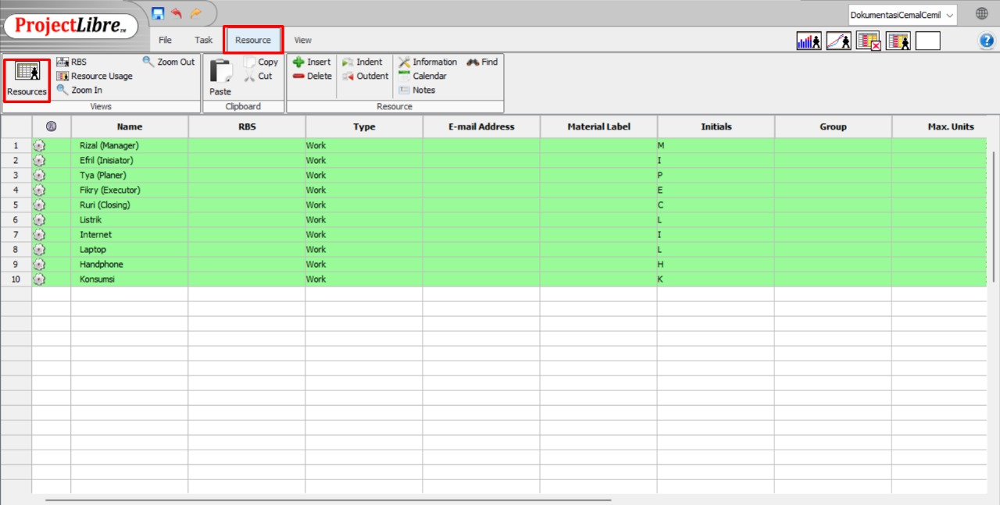 ProjectLibre™
DokumentasiCemalCemil
File Task Resource View
Resources
RBS
Resource Usage
Zoom In
Zoom Out
Views
Paste
Copy
Cut
Clipboard
Insert
Delete
Indent
Outdent
Information
Calendar
Notes
Find
Resource
Name RBS Type E-mail Address Material Label Initials Group Max. Units
1 Rizal (Manager) Work M
2 Efril (Inisiator) Work I
3 Tya (Planer) Work P
4 Fikry (Executor) Work E
5 Ruri (Closing) Work C
6 Listrik Work L
7 Internet Work I
8 Laptop Work L
9 Handphone Work H
10 Konsumsi Work K